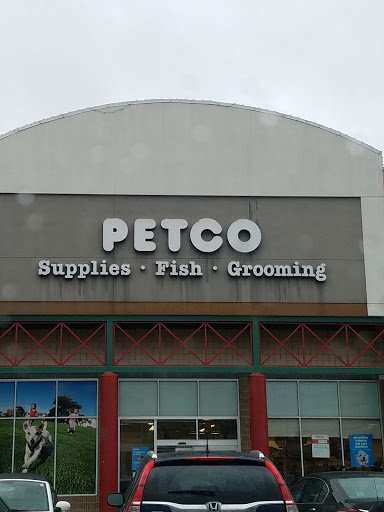 PETCO
Supplies · Fish · Grooming